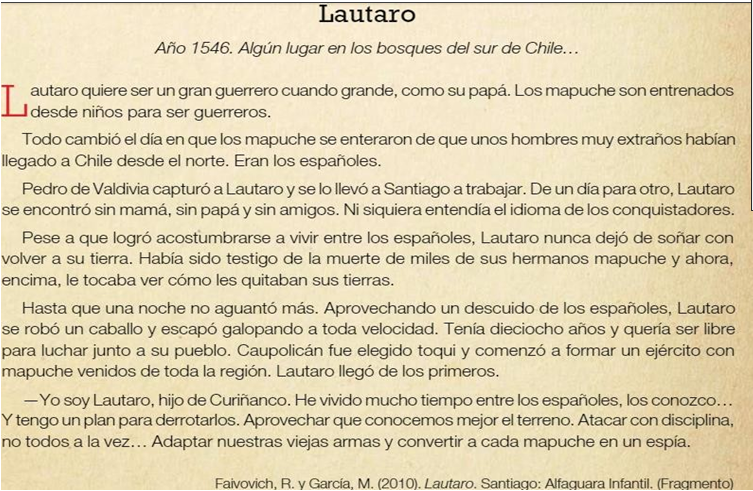 Lautaro
Año 1546. Algún lugar en los bosques del sur de Chile…
Lautaro quiere ser un gran guerrero cuando grande, como su papá. Los mapuche son entrenados
desde niños para ser guerreros.
Todo cambió el día en que los mapuche se enteraron de que unos hombres muy extraños habían
llegado a Chile desde el norte. Eran los españoles.
Pedro de Valdivia capturó a Lautaro y se lo llevó a Santiago a trabajar. De un día para otro, Lautaro
se encontró sin mamá, sin papá y sin amigos. Ni siquiera entendía el idioma de los conquistadores.
Pese a que logró acostumbrarse a vivir entre los españoles, Lautaro nunca dejó de soñar con
volver a su tierra. Había sido testigo de la muerte de miles de sus hermanos mapuche y ahora,
encima, le tocaba ver cómo les quitaban sus tierras.
Hasta que una noche no aguantó más. Aprovechando un descuido de los españoles, Lautaro
se robó un caballo y escapó galopando a toda velocidad. Tenía dieciocho años y quería ser libre
para luchar junto a su pueblo. Caupolicán fue elegido toqui y comenzó a formar un ejército con
mapuche venidos de toda la región. Lautaro llegó de los primeros.
—Yo soy Lautaro, hijo de Curiñanco. He vivido mucho tiempo entre los españoles, los conozco…
Y tengo un plan para derrotarlos. Aprovechar que conocemos mejor el terreno. Atacar con disciplina,
no todos a la vez… Adaptar nuestras viejas armas y convertir a cada mapuche en un espía.
Faivovich, R. y García, M. (2010). Lautaro. Santiago: Alfaguara Infantil. (Fragmento)